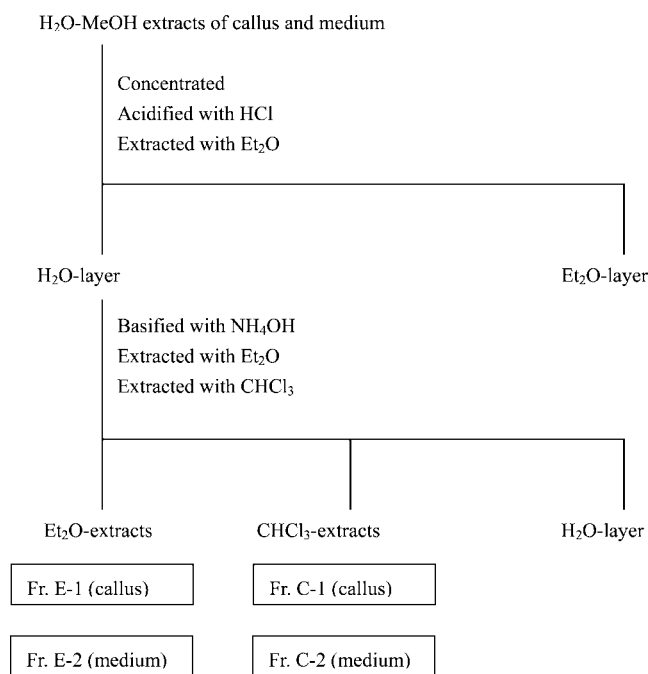 H₂O-MeOH extracts of callus and medium
Concentrated
Acidified with HCl
Extracted with Et₂O
H₂O-layer
Et₂O-layer
Basified with NH₄OH
Extracted with Et₂O
Extracted with CHCl₃
Et₂O-extracts
CHCl₃-extracts
H₂O-layer
Fr. E-1 (callus)
Fr. C-1 (callus)
Fr. E-2 (medium)
Fr. C-2 (medium)